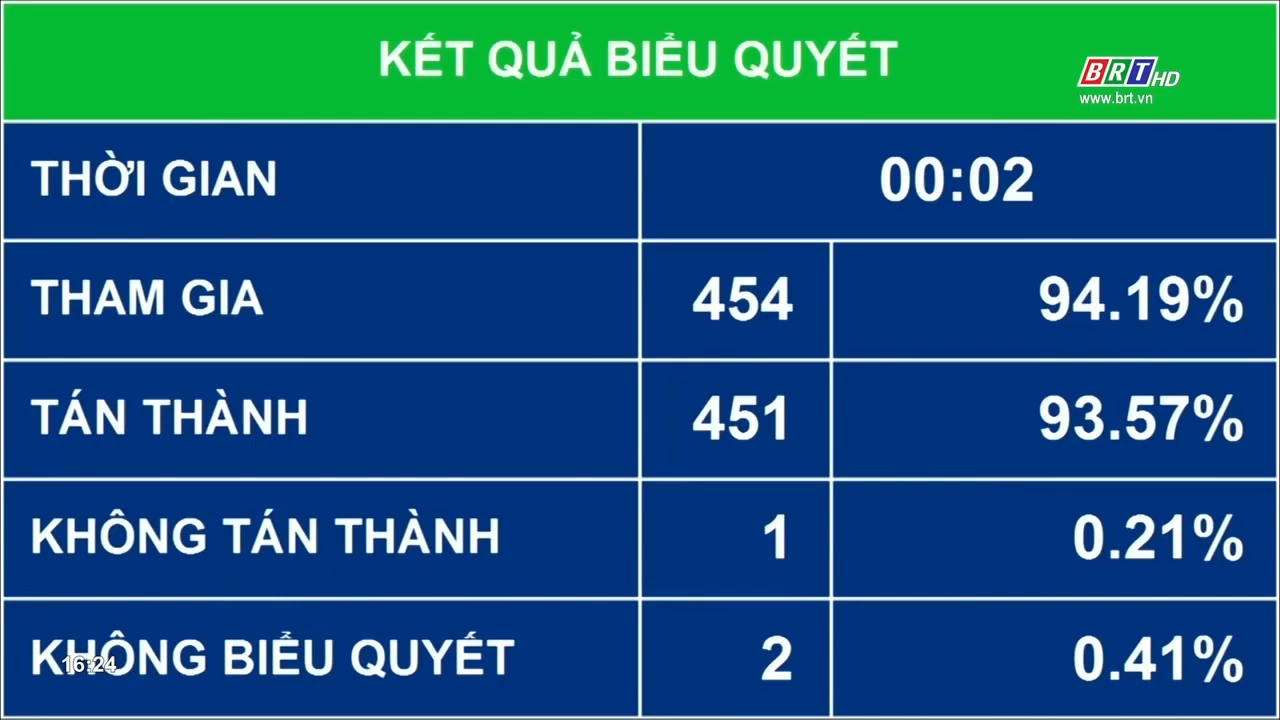 KẾT QUẢ BIỂU QUYẾT
BRT HD
www.brt.vn
THỜI GIAN 00:02
THAM GIA 454 94.19%
TÁN THÀNH 451 93.57%
KHÔNG TÁN THÀNH 1 0.21%
KHÔNG BIỂU QUYẾT 2 0.41%
16:24